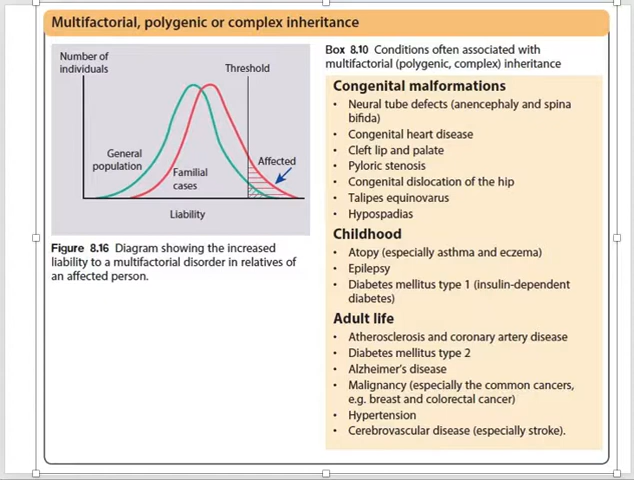 Multifactorial, polygenic or complex inheritance
Number of
individuals
Threshold
General
population
Familial
cases
Affected
Liability
Figure 8.16 Diagram showing the increased
liability to a multifactorial disorder in relatives of
an affected person.
Box 8.10 Conditions often associated with
multifactorial (polygenic, complex) inheritance
Congenital malformations
• Neural tube defects (anencephaly and spina
bifida)
• Congenital heart disease
• Cleft lip and palate
• Pyloric stenosis
• Congenital dislocation of the hip
• Talipes equinovarus
• Hypospadias
Childhood
• Atopy (especially asthma and eczema)
• Epilepsy
• Diabetes mellitus type 1 (insulin-dependent
diabetes)
Adult life
• Atherosclerosis and coronary artery disease
• Diabetes mellitus type 2
• Alzheimer's disease
• Malignancy (especially the common cancers,
e.g. breast and colorectal cancer)
• Hypertension
• Cerebrovascular disease (especially stroke).